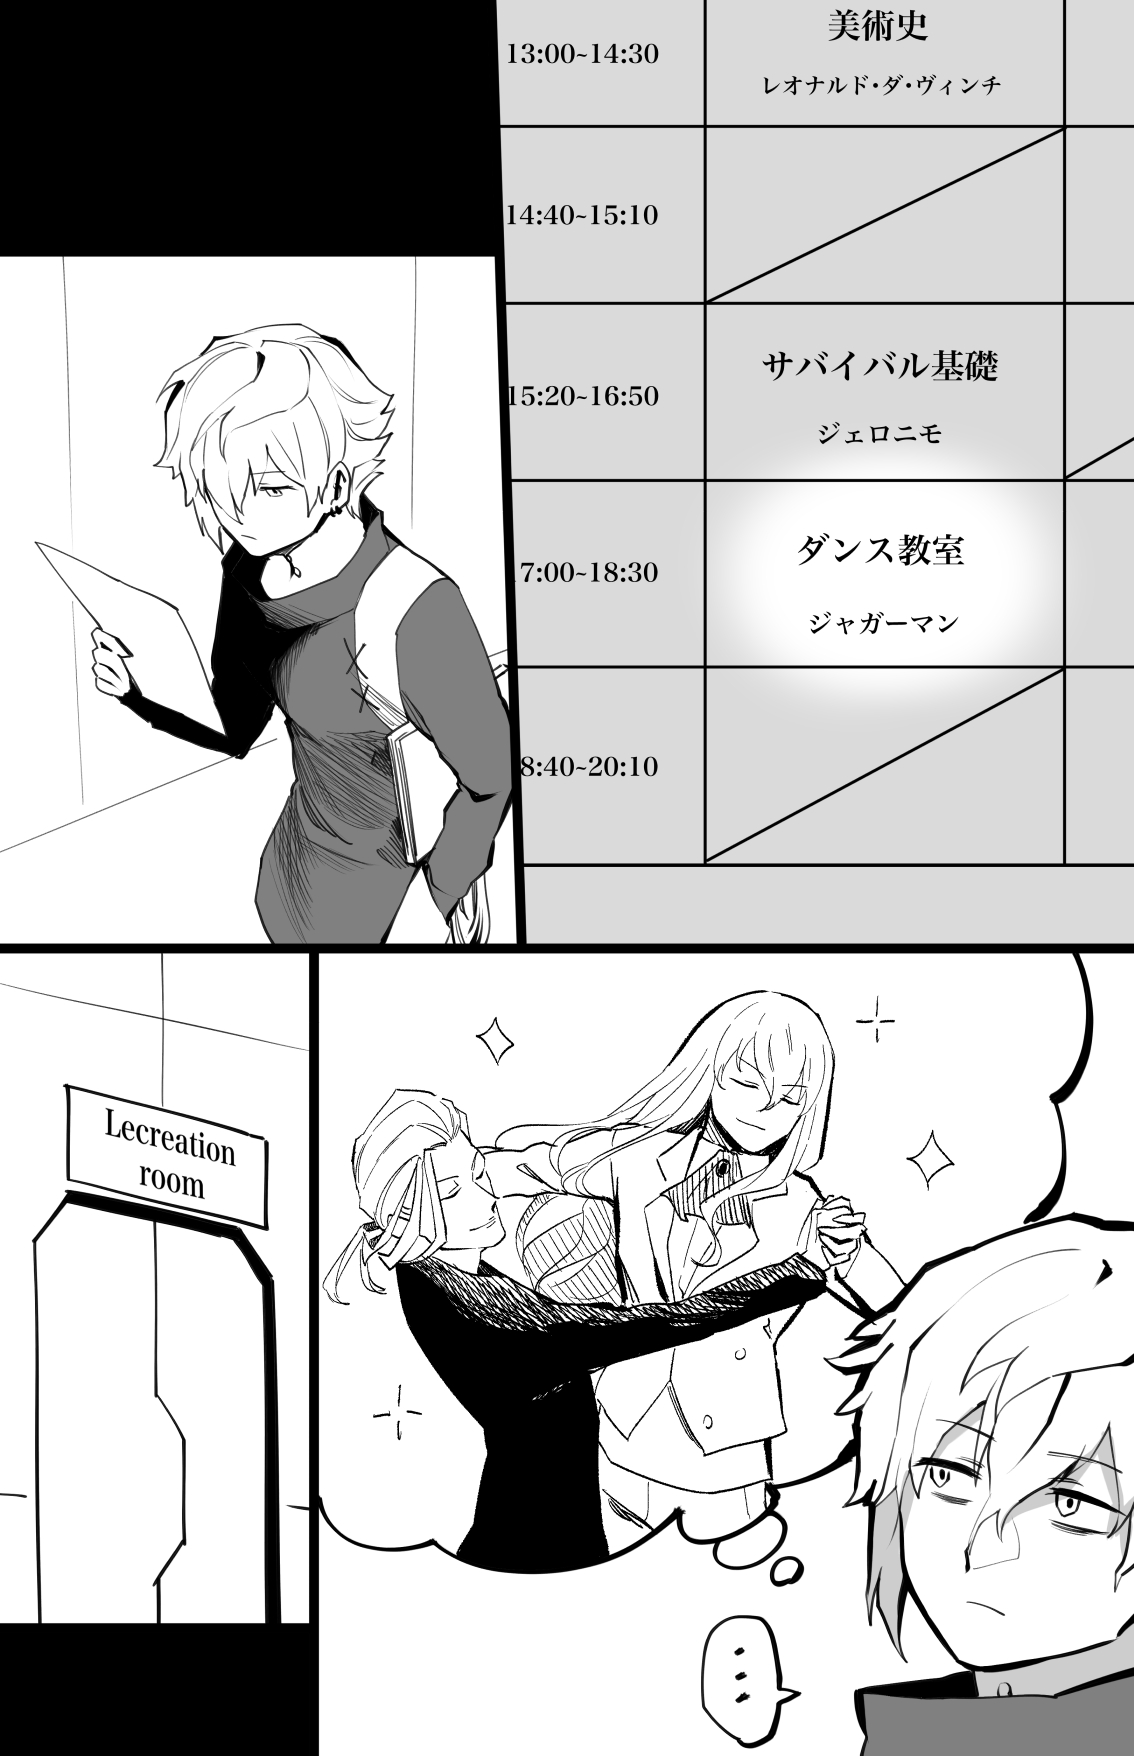 13:00~14:30
美術史
レオナルド・ダ・ヴィンチ
14:40~15:10
15:20~16:50
サバイバル基礎
ジェロニモ
7:00~18:30
ダンス教室
ジャガーマン
8:40~20:10
Lecreation
room
...